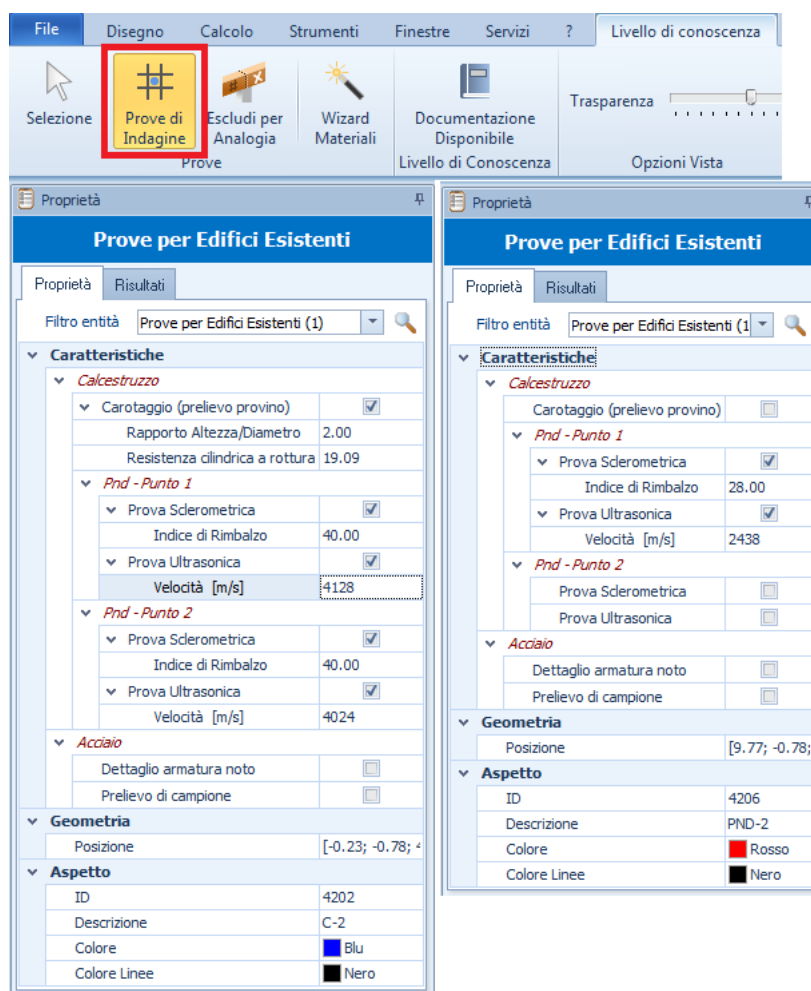 File Disegno Calcolo Strumenti Finestre Servizi ? Livello di conoscenza
Selezione
Prove di Indagine
Escludi per Analogia
Wizard Materiali
Documentazione Disponibile
Trasparenza
Prove Livello di Conoscenza Opzioni Vista
Proprietà
Prove per Edifici Esistenti
Proprietà Risultati
Filtro entità Prove per Edifici Esistenti (1)
Caratteristiche
Calcestruzzo
Carotaggio (prelievo provino)
Rapporto Altezza/Diametro 2.00
Resistenza cilindrica a rottura 19.09
Pnd - Punto 1
Prova Sclerometrica
Indice di Rimbalzo 40.00
Prova Ultrasonica
Velocità [m/s] 4128
Pnd - Punto 2
Prova Sclerometrica
Indice di Rimbalzo 40.00
Prova Ultrasonica
Velocità [m/s] 4024
Acciaio
Dettaglio armatura noto
Prelievo di campione
Geometria
Posizione [-0.23; -0.78;
Aspetto
ID 4202
Descrizione C-2
Colore Blu
Colore Linee Nero
Proprietà
Prove per Edifici Esistenti
Proprietà Risultati
Filtro entità Prove per Edifici Esistenti (1
Caratteristiche
Calcestruzzo
Carotaggio (prelievo provino)
Pnd - Punto 1
Prova Sclerometrica
Indice di Rimbalzo 28.00
Prova Ultrasonica
Velocità [m/s] 2438
Pnd - Punto 2
Prova Sclerometrica
Prova Ultrasonica
Acciaio
Dettaglio armatura noto
Prelievo di campione
Geometria
Posizione [9.77; -0.78;
Aspetto
ID 4206
Descrizione PND-2
Colore Rosso
Colore Linee Nero